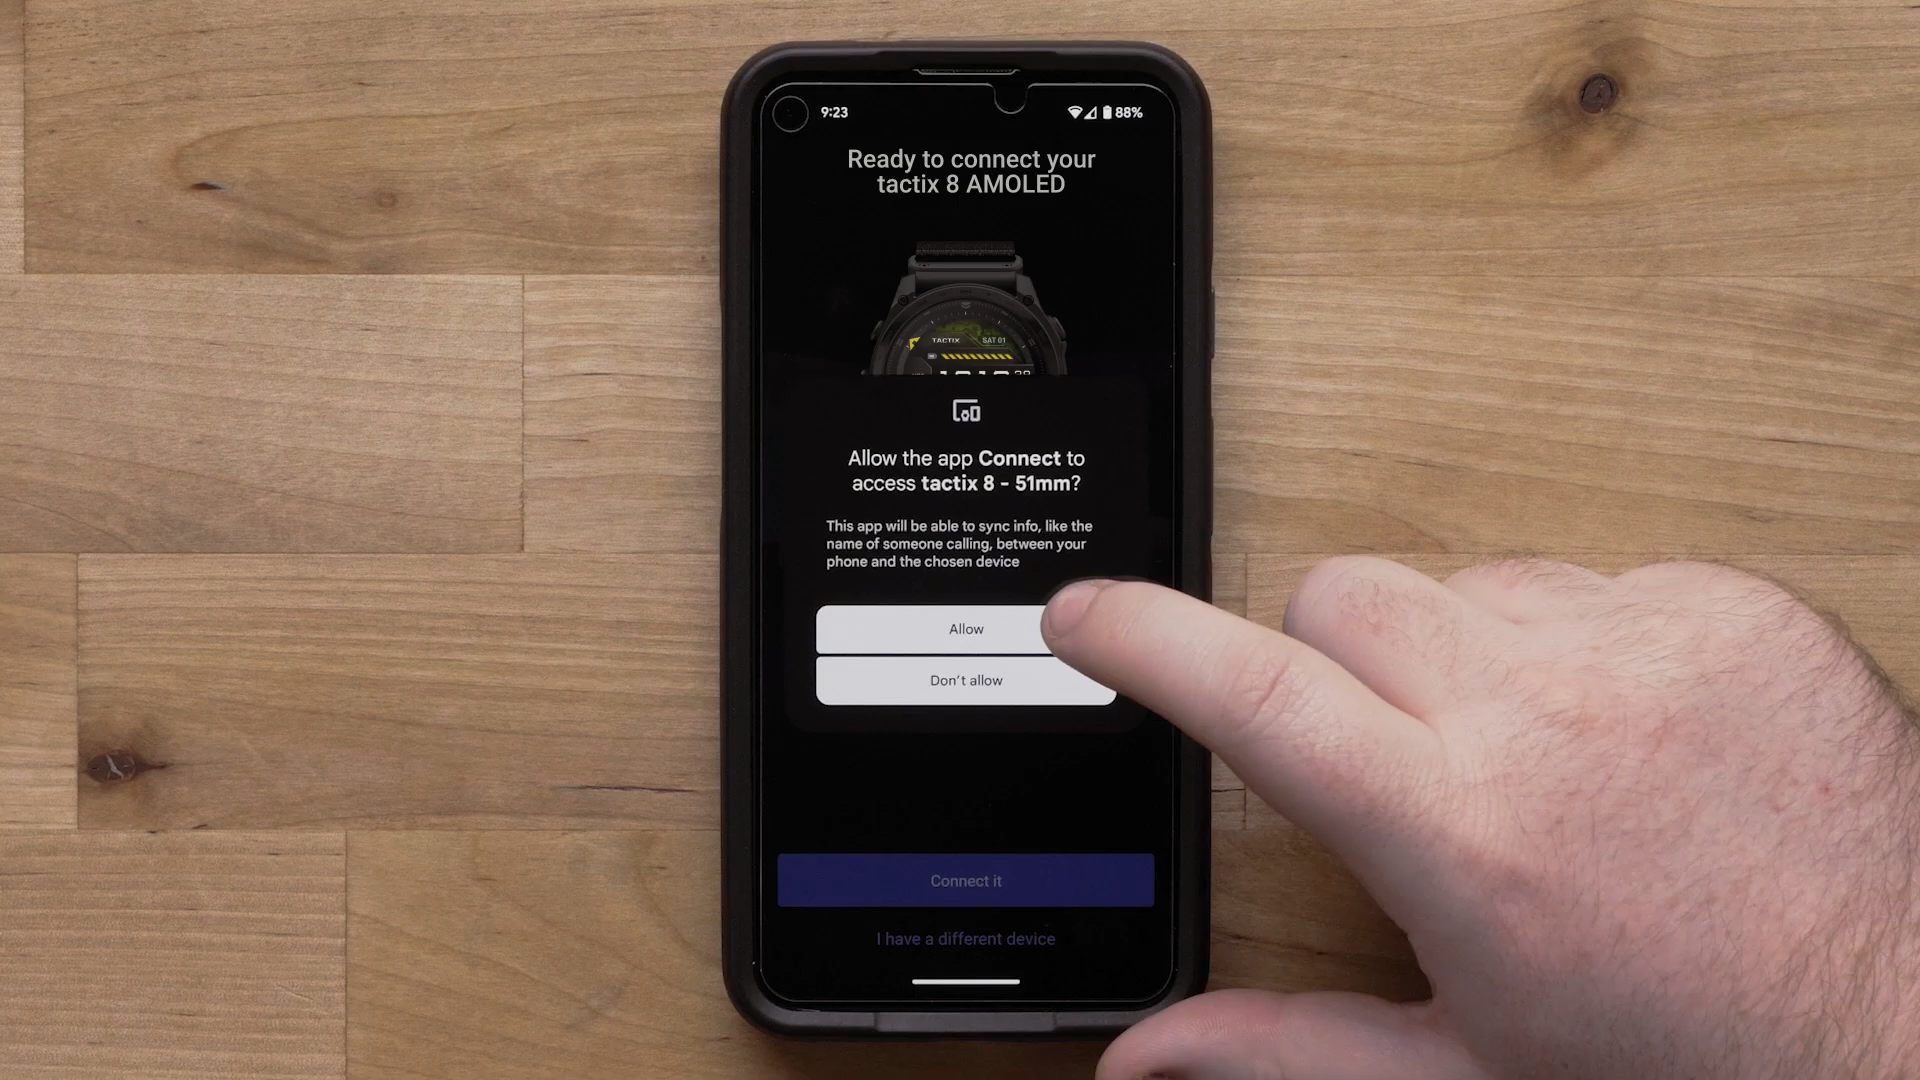 9:23
88%
Ready to connect your
tactix 8 AMOLED
TACTIX SAT 01
Allow the app Connect to
access tactix 8 - 51mm?
This app will be able to sync info, like the
name of someone calling, between your
phone and the chosen device
Allow
Don't allow
Connect it
I have a different device